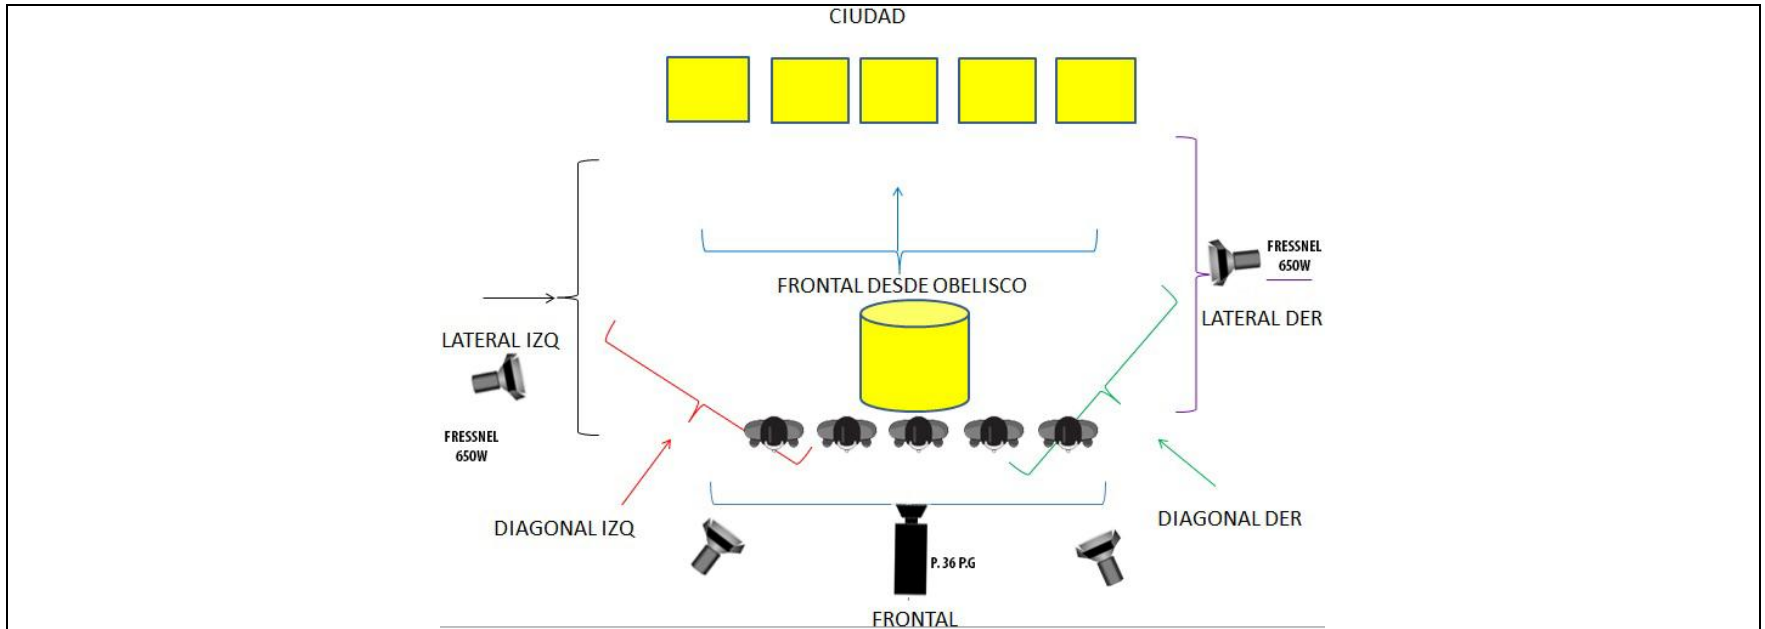 CIUDAD
FRESSNEL
650W
FRONTAL DESDE OBELISCO
LATERAL DER
LATERAL IZQ
FRESSNEL
650W
DIAGONAL IZQ
DIAGONAL DER
P. 36 P.G
FRONTAL